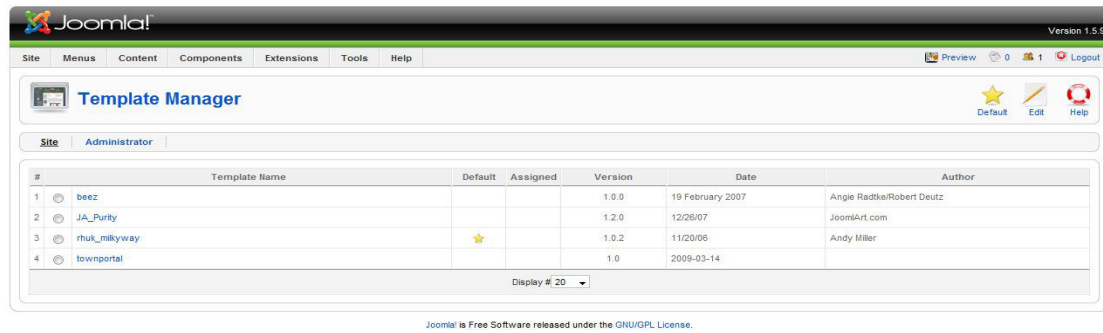 Joomla!
Version 1.5.9
Site Menus Content Components Extensions Tools Help Preview 0 1 Logout
Template Manager Default Edit Help
Site Administrator
# Template Name Default Assigned Version Date Author
1 beez 1.0.0 19 February 2007 Angie Radtke/Robert Deutz
2 JA_Purity 1.2.0 12/26/07 JoomlArt.com
3 rhuk_milkyway 1.0.2 11/20/06 Andy Miller
4 townportal 1.0 2009-03-14
Display # 20
Joomla! is Free Software released under the GNU/GPL License.